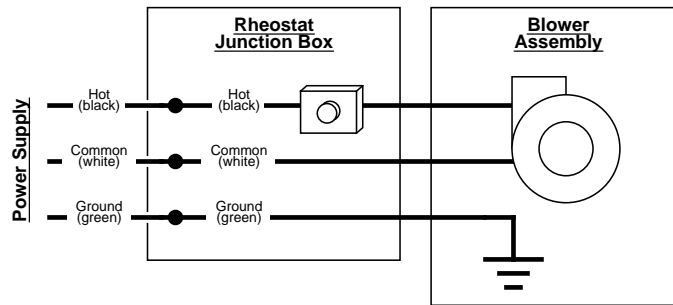 Rheostat
Junction Box
Blower
Assembly
Power Supply
Hot
(black)
Hot
(black)
Common
(white)
Common
(white)
Ground
(green)
Ground
(green)